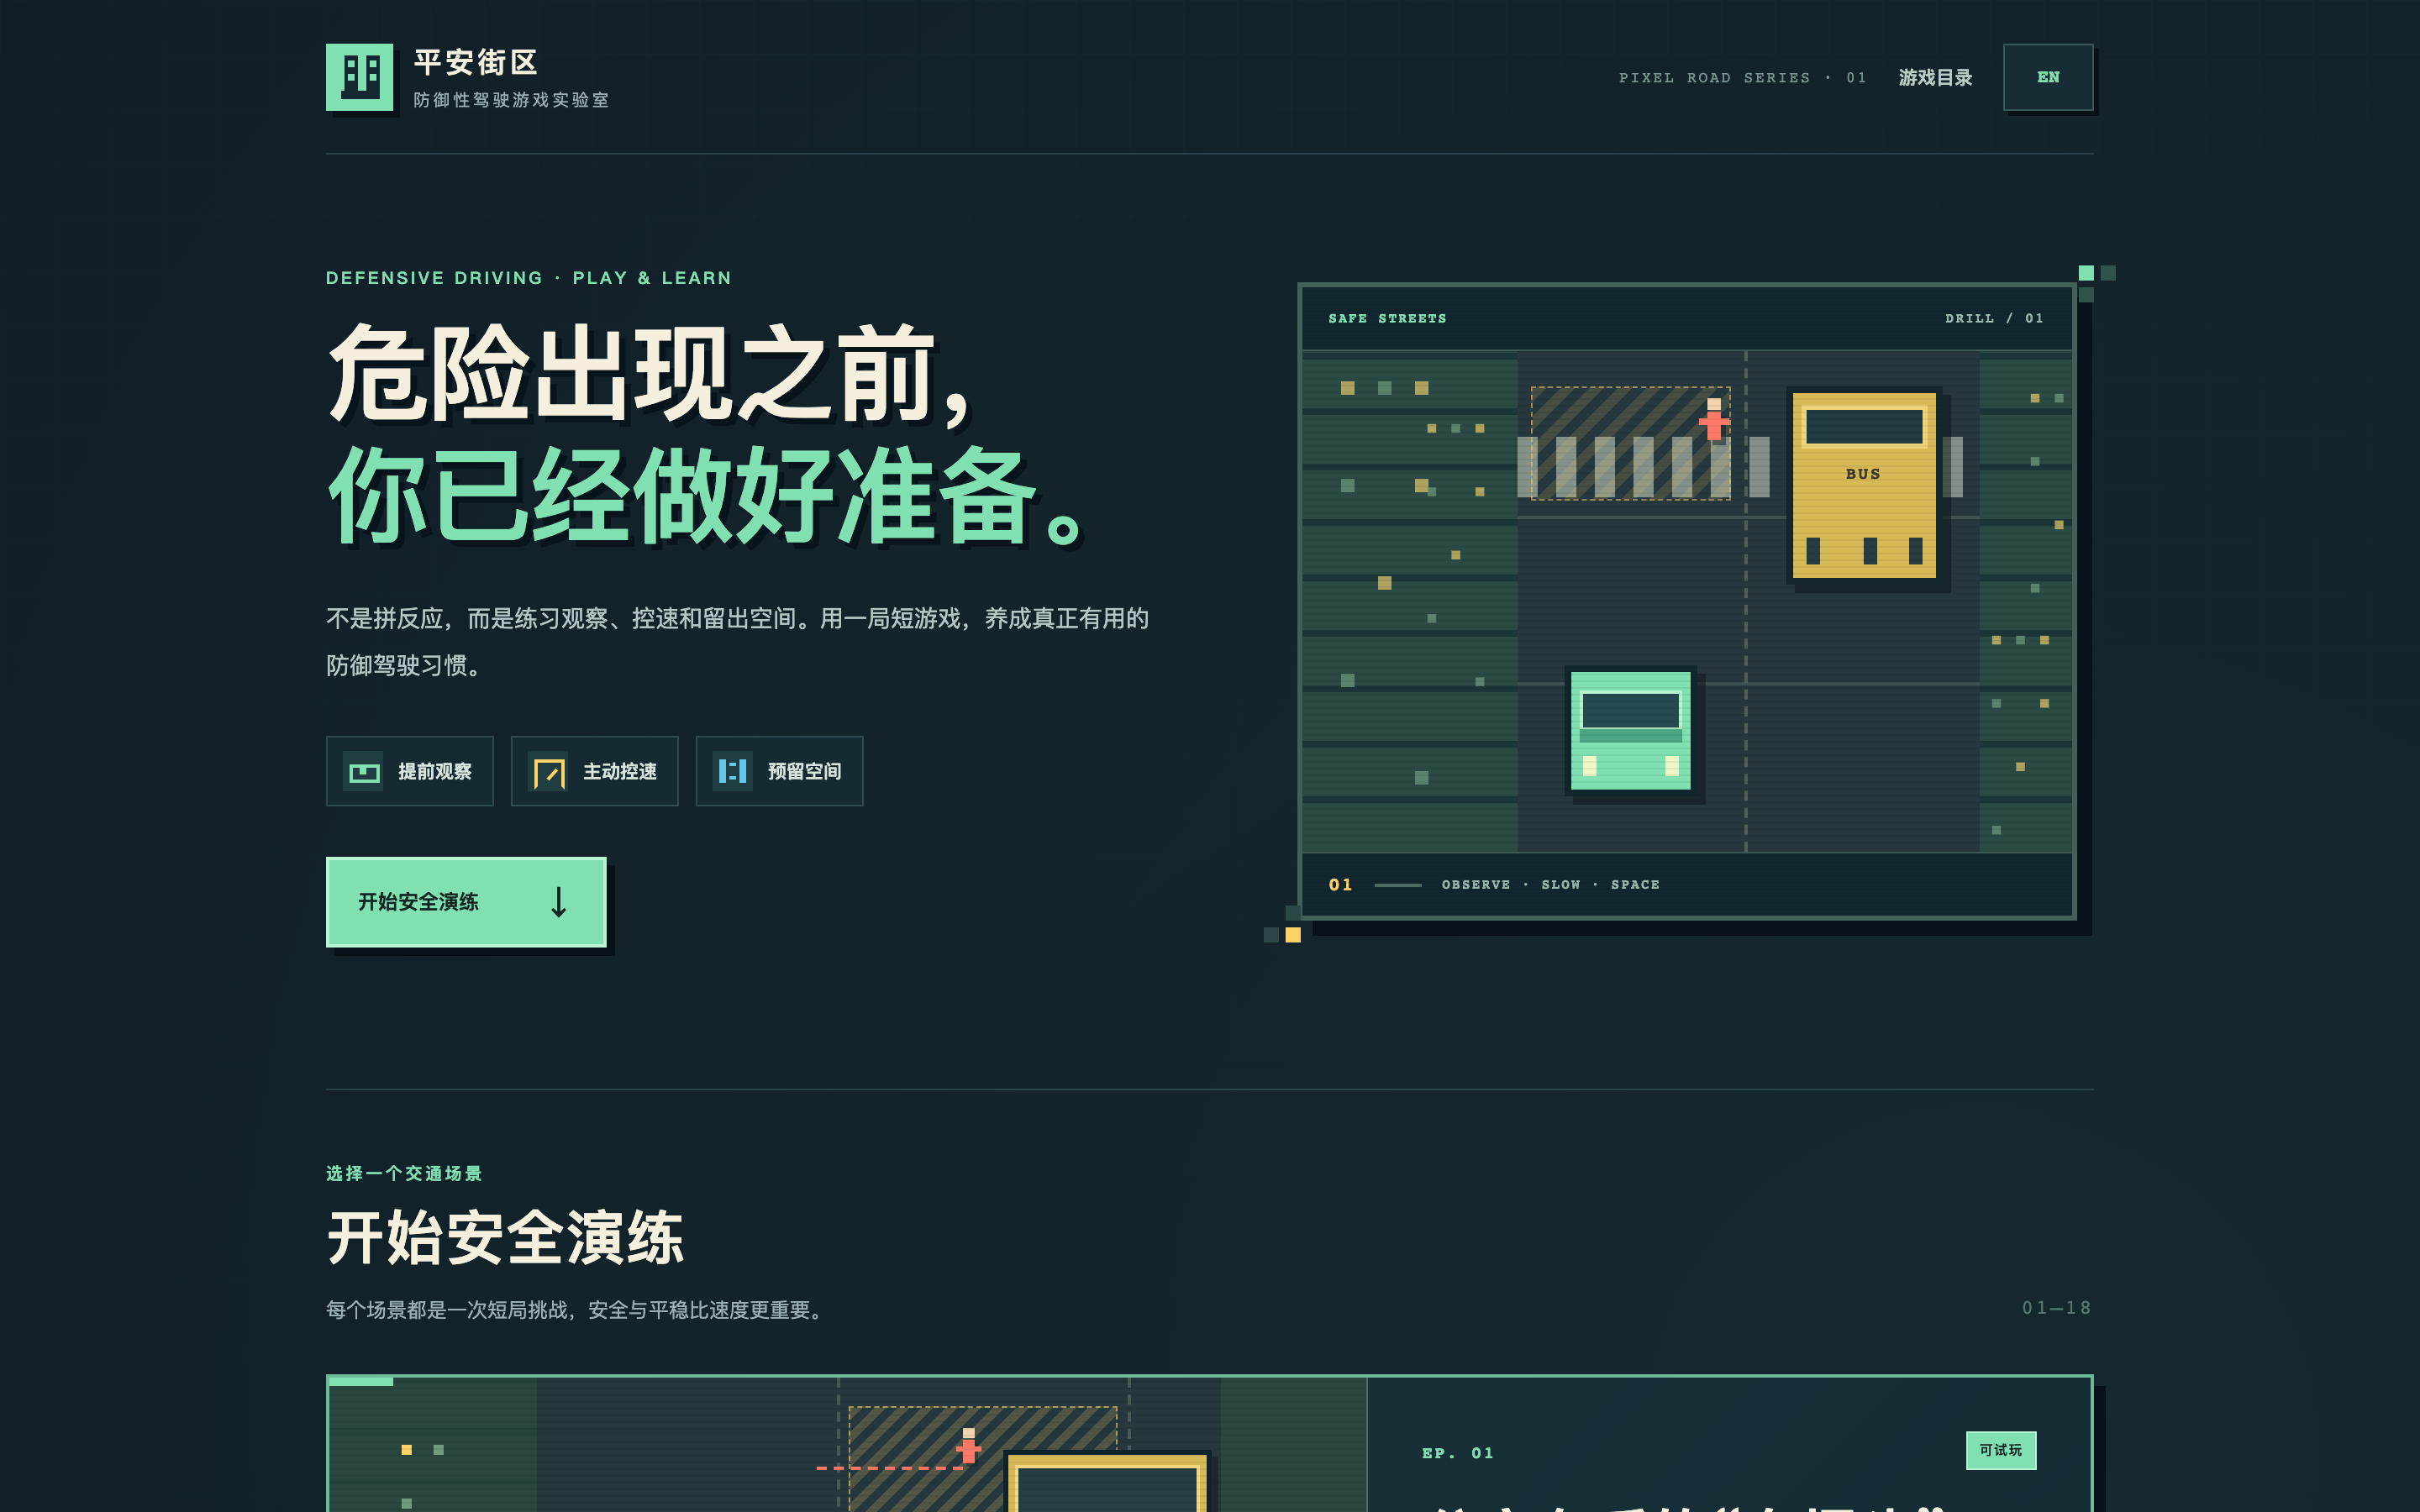 平安街区
防御性驾驶游戏实验室
PIXEL ROAD SERIES · 01
游戏目录
EN
DEFENSIVE DRIVING · PLAY & LEARN
危险出现之前，
你已经做好准备。
不是拼反应，而是练习观察、控速和留出空间。用一局短游戏，养成真正有用的
防御驾驶习惯。
提前观察
主动控速
预留空间
开始安全演练
SAFE STREETS
DRILL / 01
BUS
01
OBSERVE · SLOW · SPACE
选择一个交通场景
开始安全演练
每个场景都是一次短局挑战，安全与平稳比速度更重要。
01—18
EP. 01
可试玩